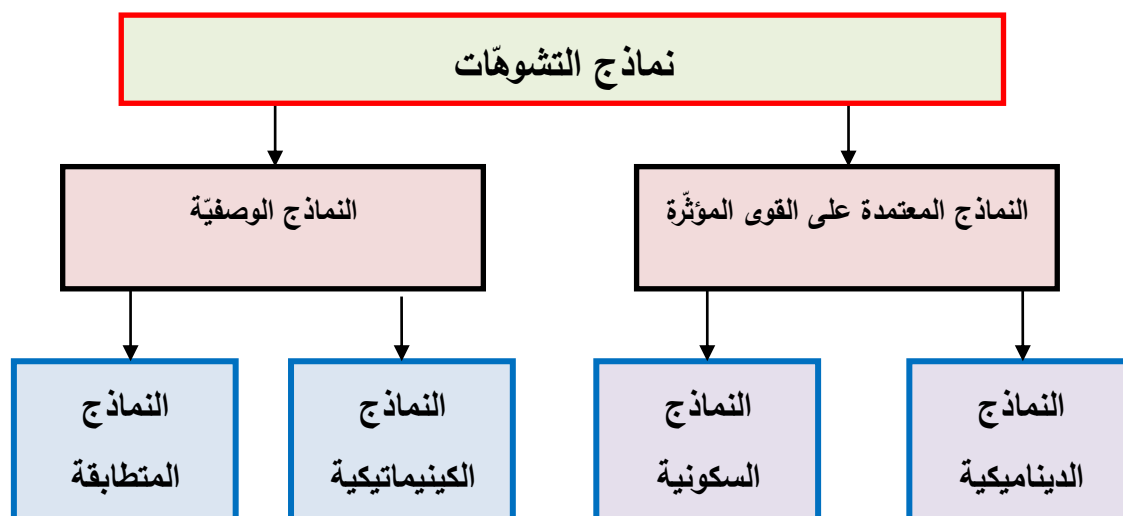 نماذج التشوهّات
النماذج المعتمدة على القوى المؤثّرة
النماذج الوصفيّة
النماذج
الديناميكية
النماذج
السكونية
النماذج
الكينيماتيكية
النماذج
المتطابقة